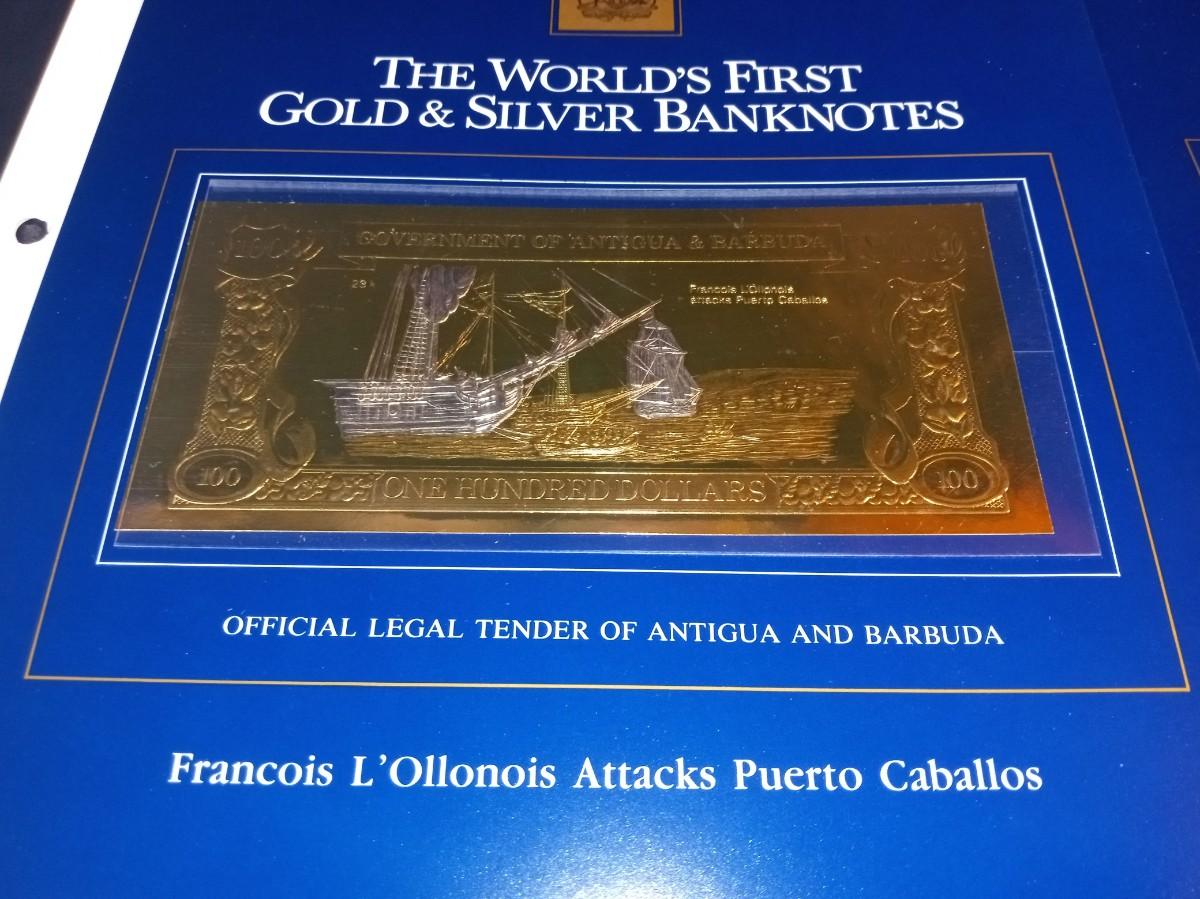 THE WORLD'S FIRST
GOLD & SILVER BANKNOTES
100
GOVERNMENT OF ANTIGUA & BARBUDA
Francois L'Ollonois
attacks Puerto Caballos
100
ONE HUNDRED DOLLARS
100
OFFICIAL LEGAL TENDER OF ANTIGUA AND BARBUDA
Francois L'Ollonois Attacks Puerto Caballos